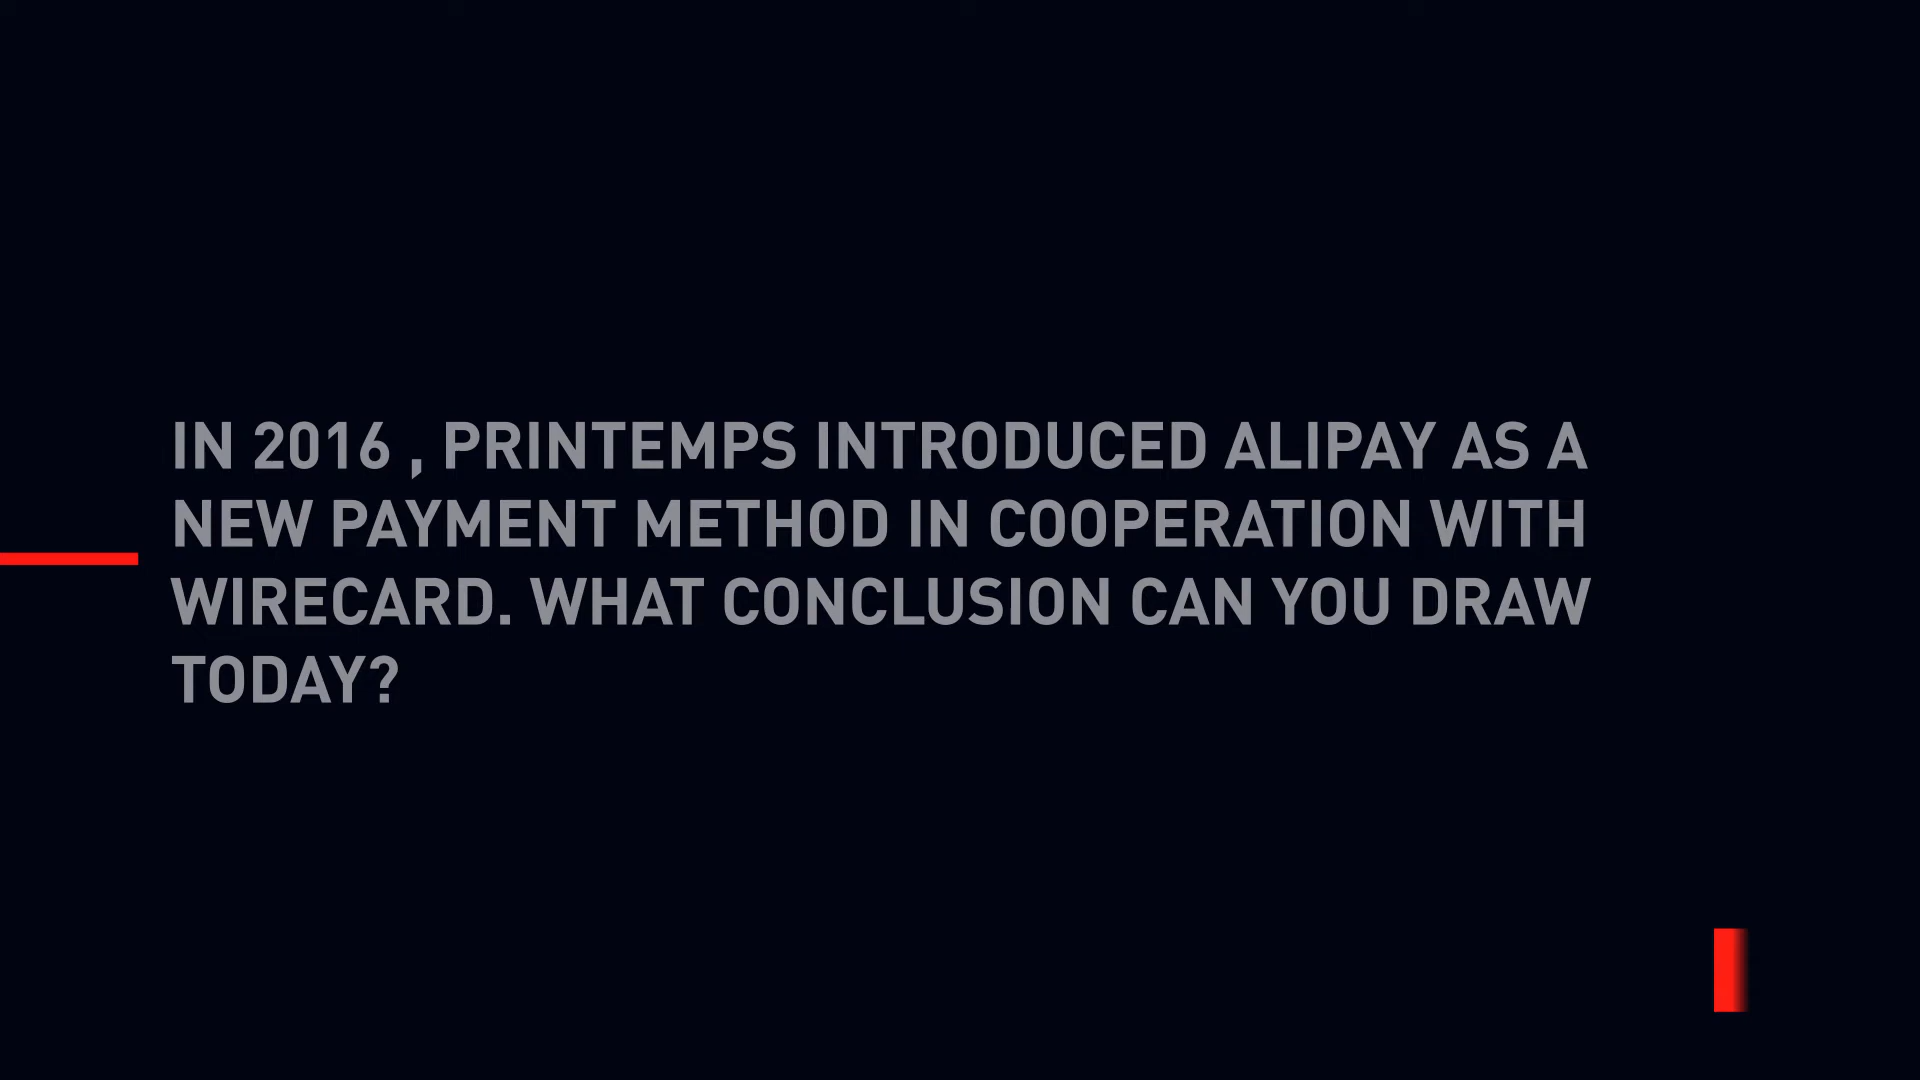 IN 2016 , PRINTEMPS INTRODUCED ALIPAY AS A
NEW PAYMENT METHOD IN COOPERATION WITH
WIRECARD. WHAT CONCLUSION CAN YOU DRAW
TODAY?